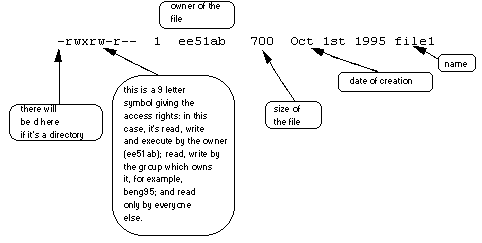 owner of the
file
-rwxrw-r-- 1 ee51ab 700 Oct 1st 1995 file1
name
date of creation
there will
be d here
if it's a directory
this is a 9 letter
symbol giving the
access rights: in this
case, it's read, write
and execute by the owner
(ee51ab); read, write by
the group which owns
it, for example,
beng95; and read
only by everyone
else.
size of
the file